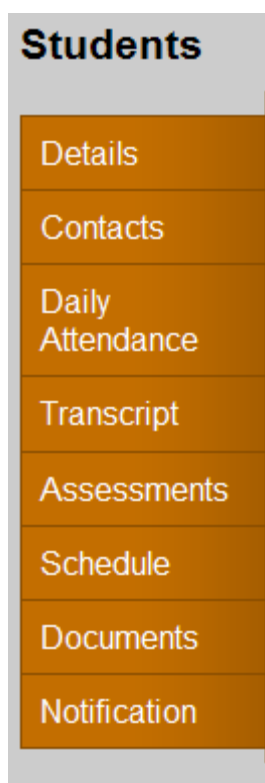 Students
Details
Contacts
Daily
Attendance
Transcript
Assessments
Schedule
Documents
Notification